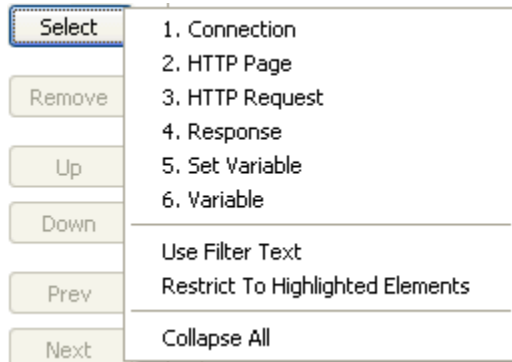 Select
1. Connection
2. HTTP Page
Remove
3. HTTP Request
4. Response
Up
5. Set Variable
6. Variable
Down
Use Filter Text
Prev
Restrict To Highlighted Elements
Next
Collapse All